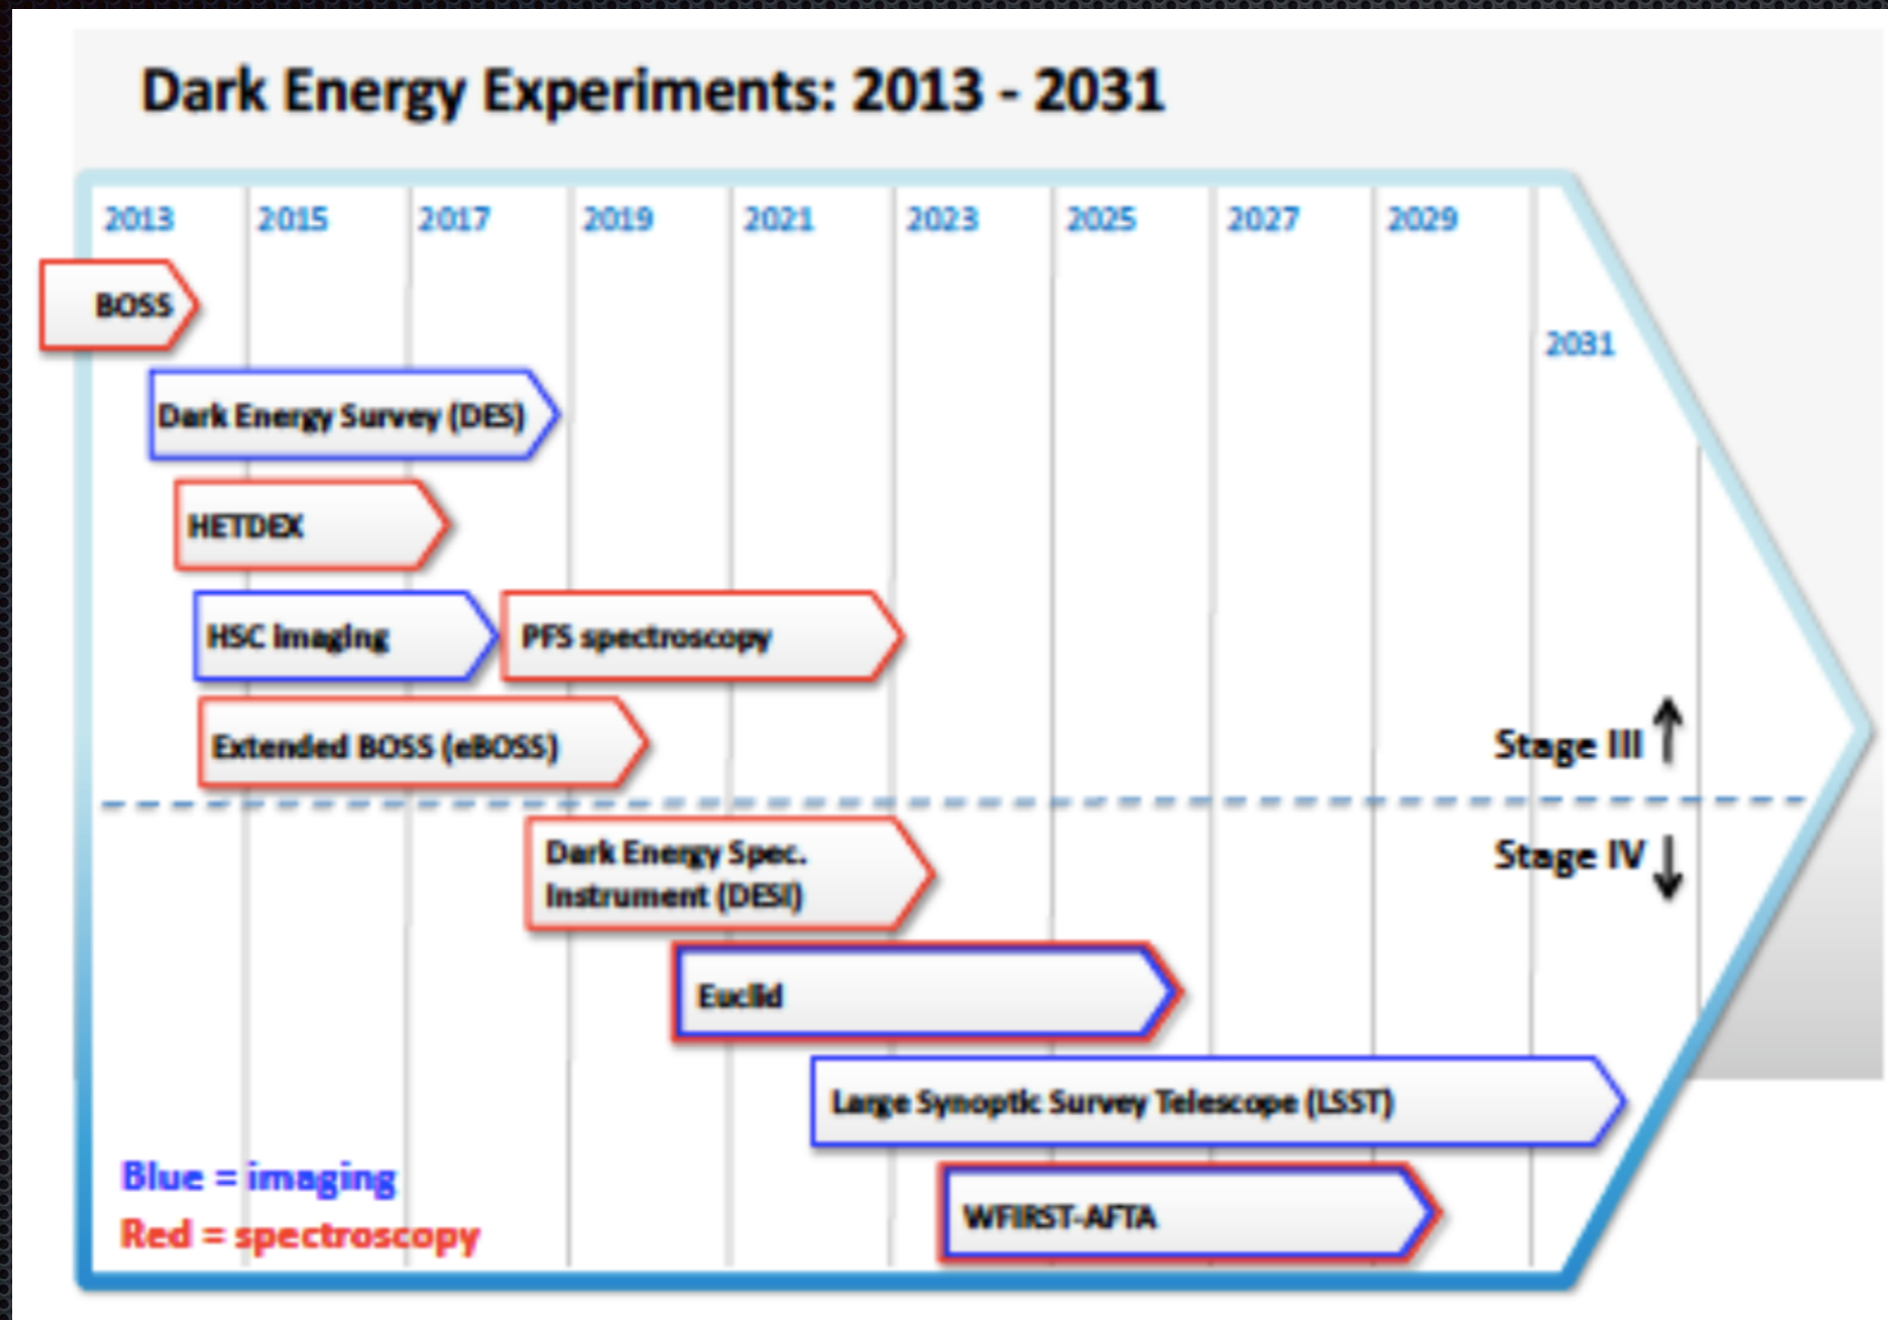 Dark Energy Experiments: 2013 - 2031
2013 2015 2017 2019 2021 2023 2025 2027 2029
BOSS
2031
Dark Energy Survey (DES)
HETDEX
HSC imaging PFS spectroscopy
Extended BOSS (eBOSS)
Stage III
Dark Energy Spec.
Instrument (DESI)
Stage IV
Euclid
Large Synoptic Survey Telescope (LSST)
Blue = imaging
WFIRST-AFTA
Red = spectroscopy